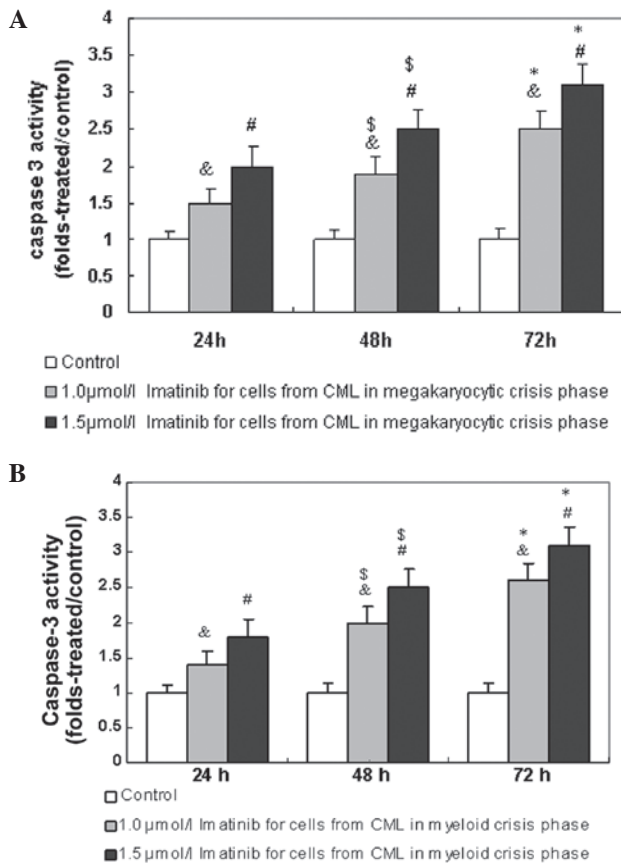 A
caspase 3 activity
(folds-treated/control)
4
3.5
3
2.5
2
1.5
1
0.5
0
&
#
$
&
$
#
*
&
*
#
24h 48h 72h
Control
1.0µmol/l Imatinib for cells from CML in megakaryocytic crisis phase
1.5µmol/l Imatinib for cells from CML in megakaryocytic crisis phase
B
Caspase-3 activity
(folds-treated/control)
4
3.5
3
2.5
2
1.5
1
0.5
0
&
#
$
&
$
#
*
&
*
#
24 h 48 h 72 h
Control
1.0 µmol/l Imatinib for cells from CML in myeloid crisis phase
1.5 µmol/l Imatinib for cells from CML in myeloid crisis phase